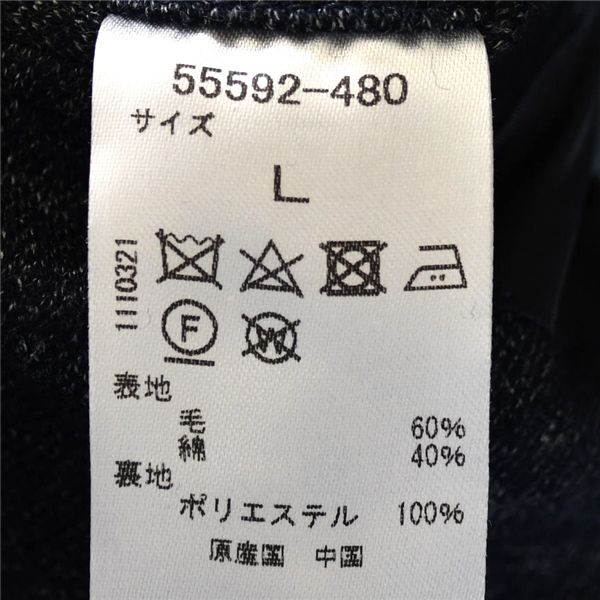 55592-480
サイズ
L
1110321
F
W
表地
毛 60%
綿 40%
裏地
ポリエステル 100%
原産国 中国